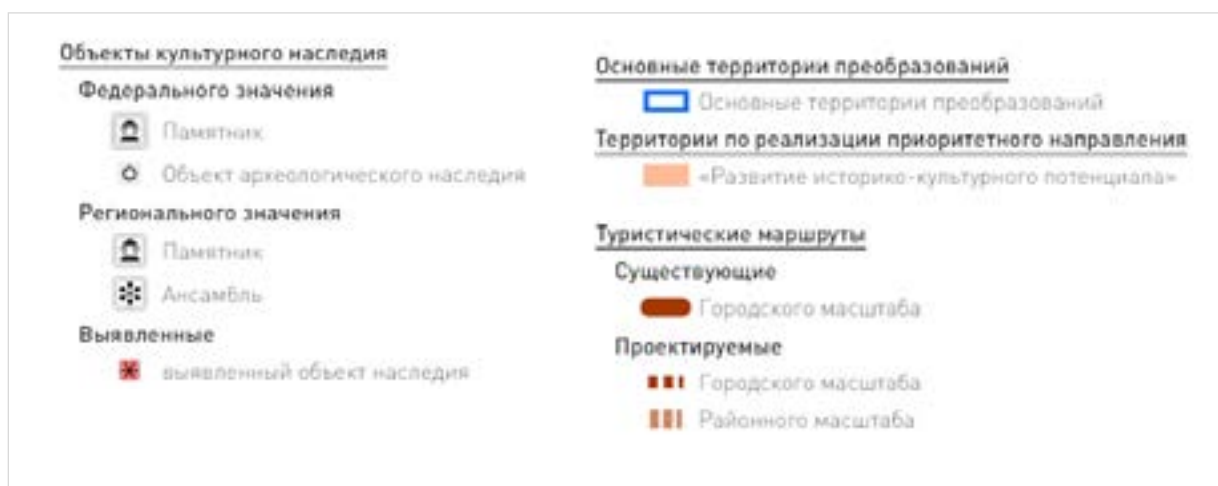 Объекты культурного наследия
Федерального значения
Памятник
Объект археологического наследия
Регионального значения
Памятник
Ансамбль
Выявленные
выявленный объект наследия
Основные территории преобразований
Основные территории преобразований
Территории по реализации приоритетного направления
«Развитие историко-культурного потенциала»
Туристические маршруты
Существующие
Городского масштаба
Проектируемые
Городского масштаба
Районного масштаба